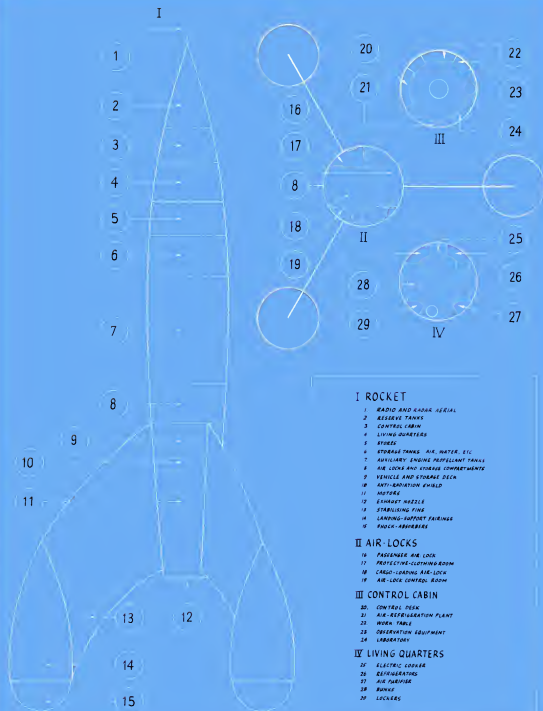 I
1
2
3
4
5
6
7
8
9
10
11
12
13
14
15
16
17
8
18
19
20
21
II
22
23
24
III
25
26
27
28
29
IV
I ROCKET
1 RADIO AND RADAR AERIAL
2 RESERVE TANKS
3 CONTROL CABIN
4 LIVING QUARTERS
5 STORES
6 STORAGE TANKS AIR, WATER, ETC
7 AUXILIARY ENGINE PROPELLANT TANKS
8 AIR LOCKS AND STORAGE COMPARTMENTS
9 VEHICLE AND STORAGE DECK
10 ANTI-RADIATION SHIELD
11 MOTORS
12 EXHAUST NOZZLE
13 STABILISING FINS
14 LANDING-SUPPORT FAIRINGS
15 SHOCK-ABSORBERS
II AIR-LOCKS
16 PASSENGER AIR LOCK
17 PROTECTIVE-CLOTHING ROOM
18 CARGO-LOADING AIR-LOCK
19 AIR-LOCK CONTROL ROOM
III CONTROL CABIN
20 CONTROL DESK
21 AIR-REFRIGERATION PLANT
22 WORK TABLE
23 OBSERVATION EQUIPMENT
24 LABORATORY
IV LIVING QUARTERS
25 ELECTRIC COOKER
26 REFRIGERATORS
27 AIR PURIFIER
28 BUNKS
29 LOCKERS